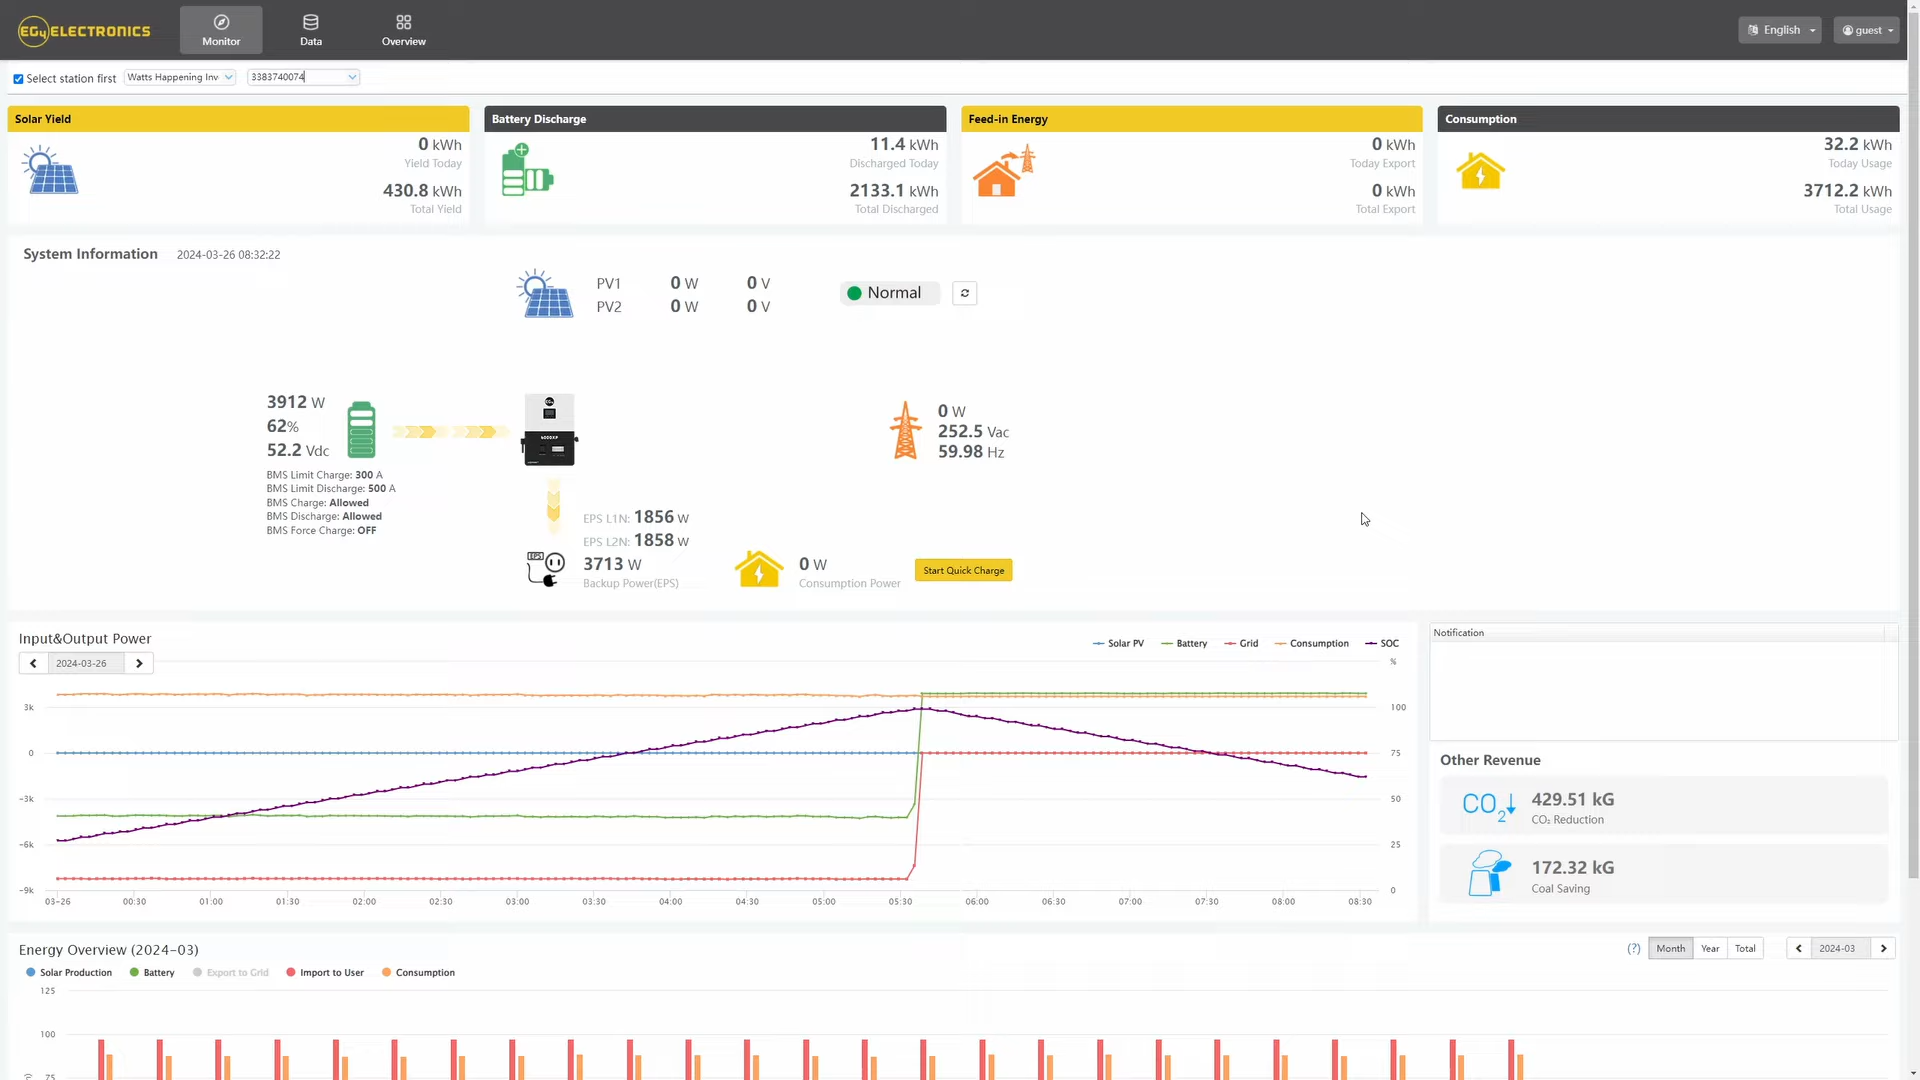 EG4 ELECTRONICS
Monitor
Data
Overview
English
guest
Select station first
Watts Happening Inv
3383740074
Solar Yield
0 kWh
Yield Today
430.8 kWh
Total Yield
Battery Discharge
11.4 kWh
Discharged Today
2133.1 kWh
Total Discharged
Feed-in Energy
0 kWh
Today Export
0 kWh
Total Export
Consumption
32.2 kWh
Today Usage
3712.2 kWh
Total Usage
System Information 2024-03-26 08:32:22
PV1 0 W 0 V
PV2 0 W 0 V
Normal
3912 W
62%
52.2 Vdc
BMS Limit Charge: 300 A
BMS Limit Discharge: 500 A
BMS Charge: Allowed
BMS Discharge: Allowed
BMS Force Charge: OFF
6000XP
0 W
252.5 Vac
59.98 Hz
EPS L1N: 1856 W
EPS L2N: 1858 W
EPS
3713 W
Backup Power(EPS)
0 W
Consumption Power
Start Quick Charge
Input&Output Power
2024-03-26
Solar PV Battery Grid Consumption SOC
%
3k
0
-3k
-6k
-9k
100
75
50
25
0
03-26 00:30 01:00 01:30 02:00 02:30 03:00 03:30 04:00 04:30 05:00 05:30 06:00 06:30 07:00 07:30 08:00 08:30
Notification
Other Revenue
CO2
429.51 kG
CO₂ Reduction
172.32 kG
Coal Saving
Energy Overview (2024-03)
(?) Month Year Total
2024-03
Solar Production Battery Export to Grid Import to User Consumption
125
100
75